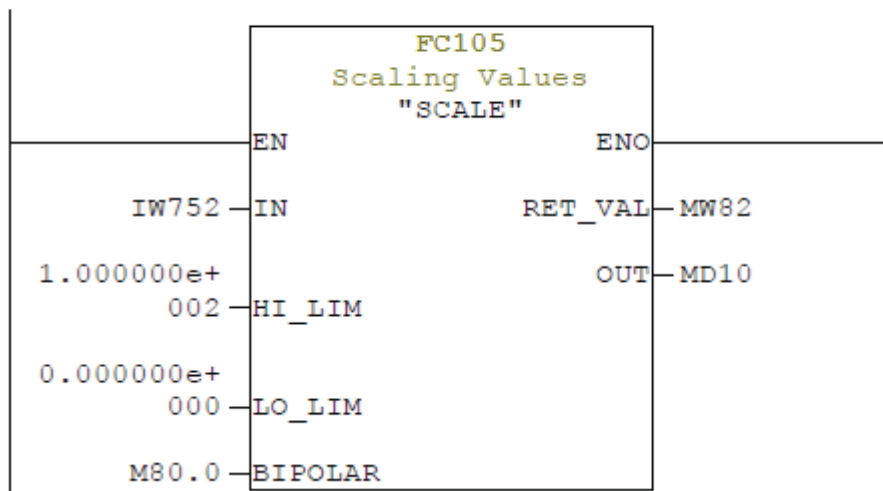 FC105
Scaling Values
"SCALE"
EN ENO
IW752 IN RET_VAL MW82
1.000000e+ OUT MD10
002 HI_LIM
0.000000e+
000 LO_LIM
M80.0 BIPOLAR